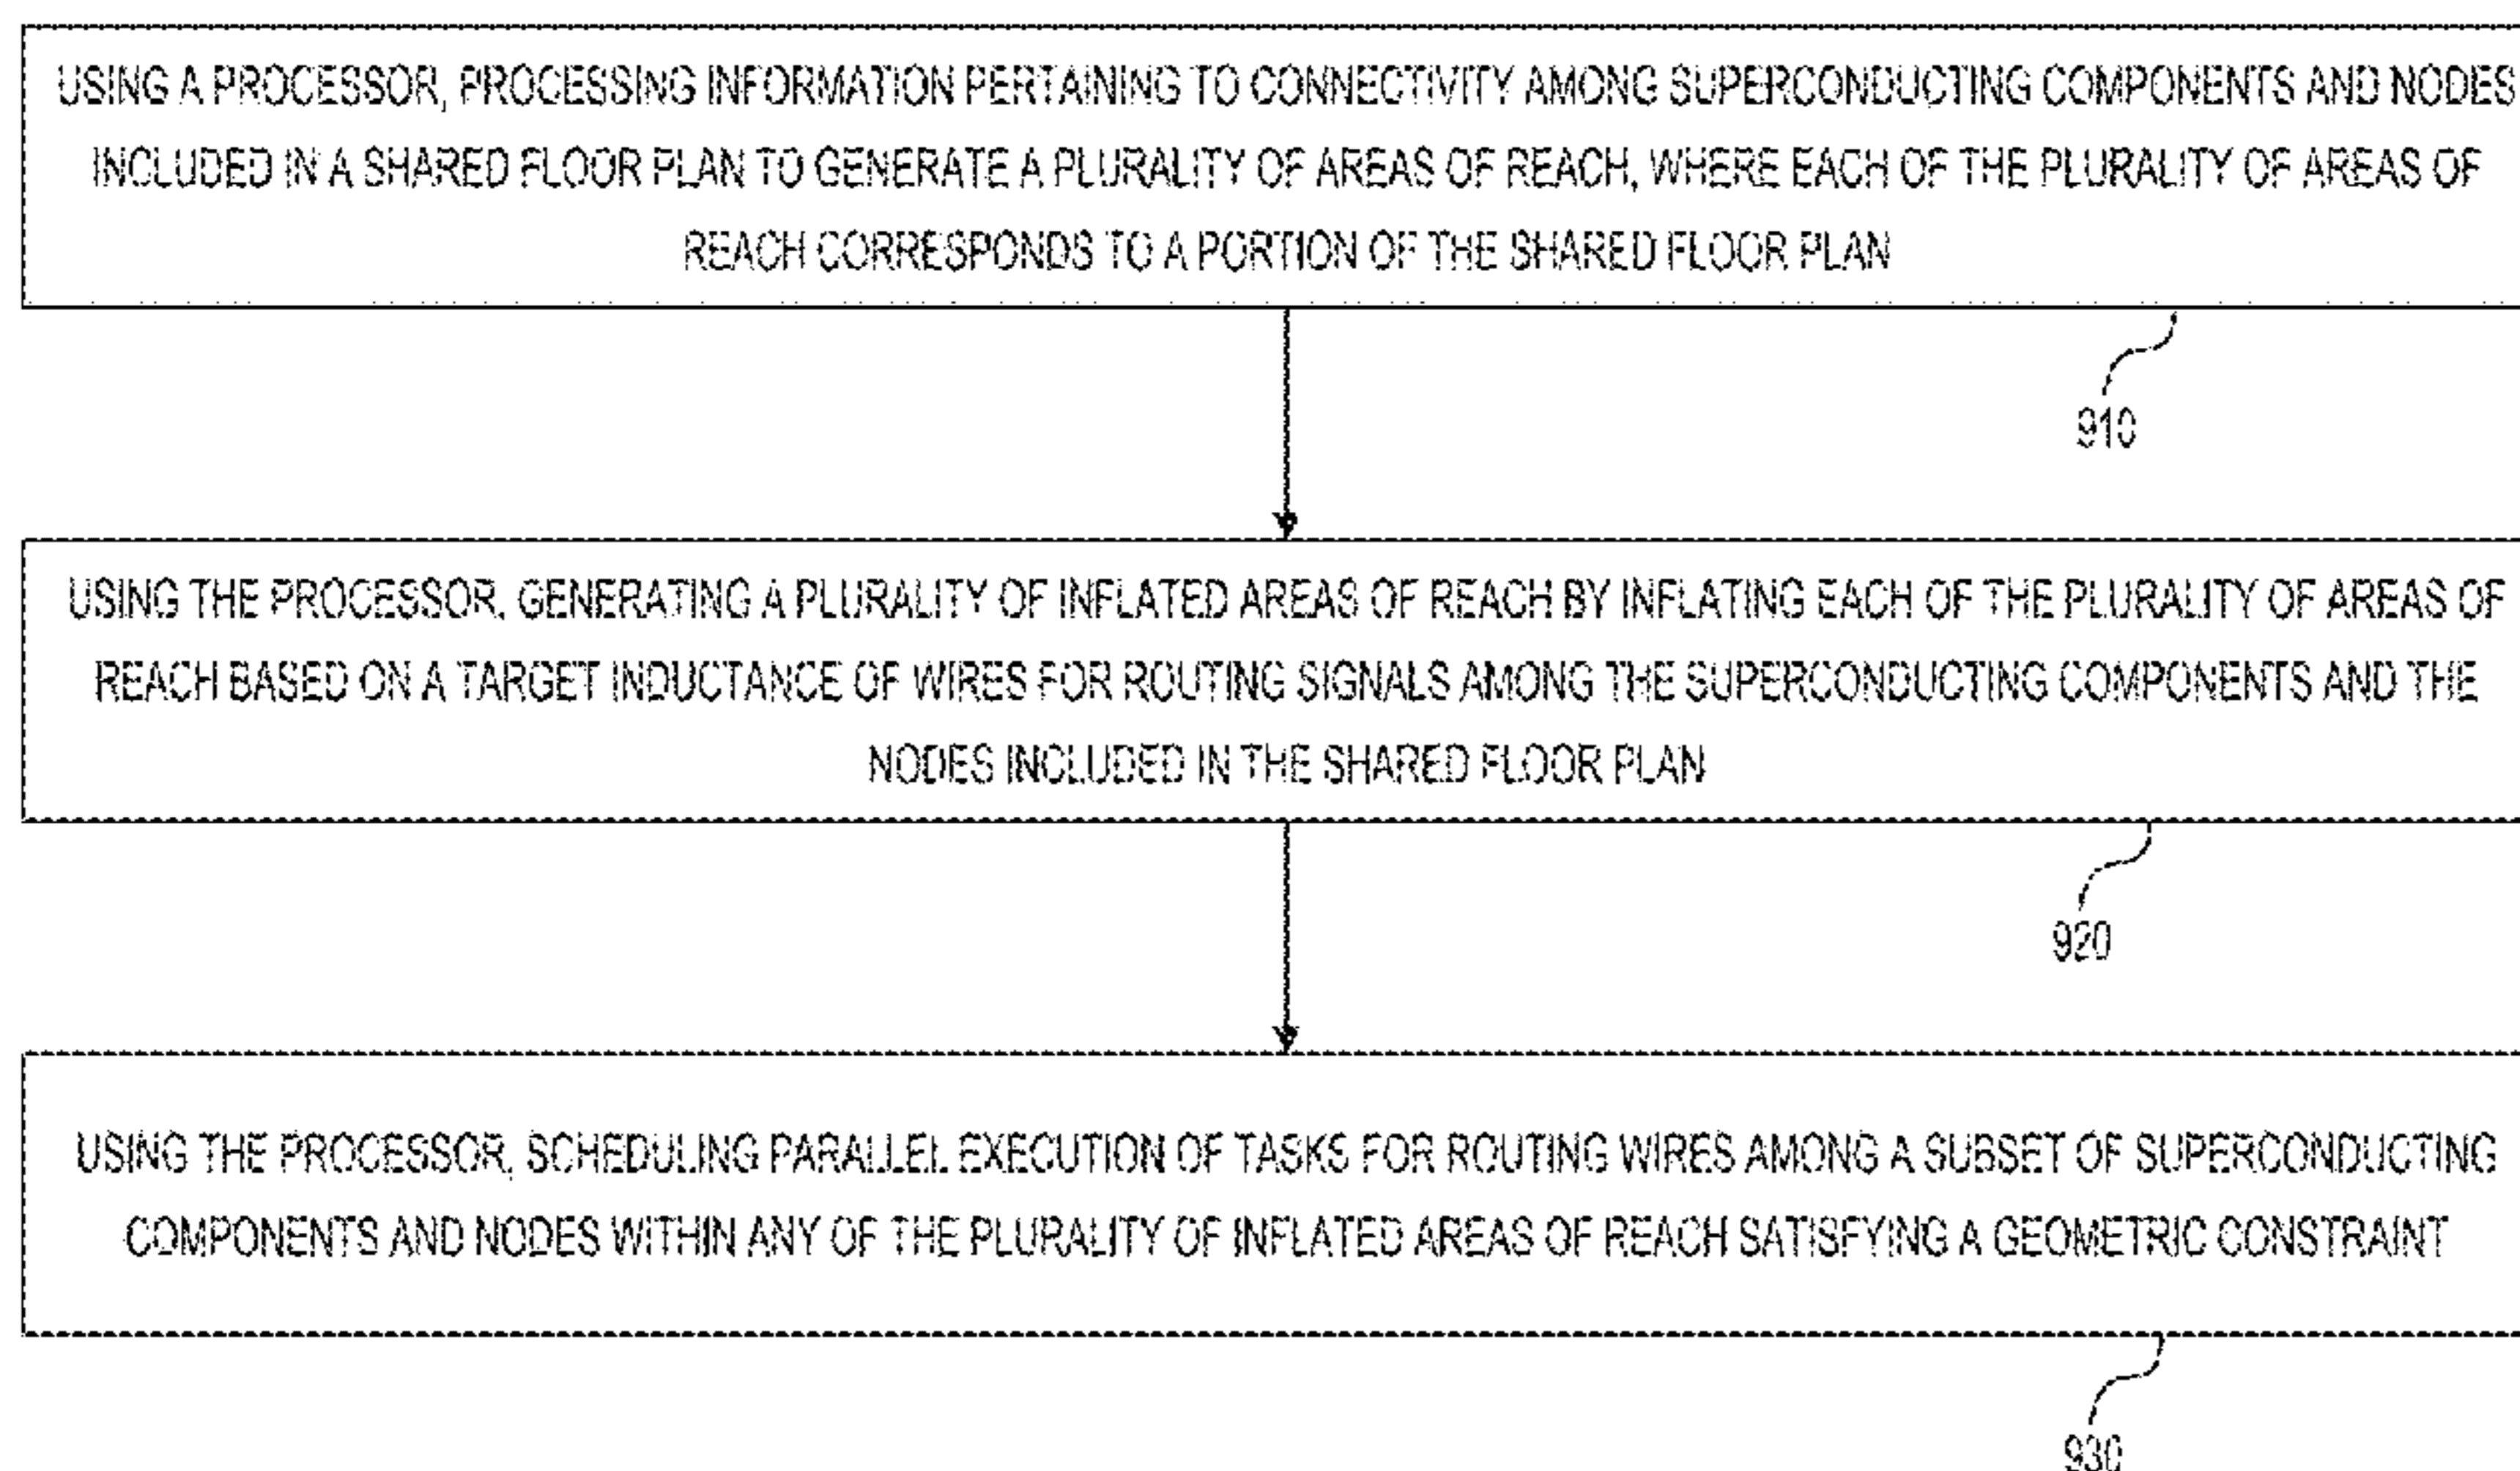 USING A PROCESSOR, PROCESSING INFORMATION PERTAINING TO CONNECTIVITY AMONG SUPERCONDUCTING COMPONENTS AND NODES
INCLUDED IN A SHARED FLOOR PLAN TO GENERATE A PLURALITY OF AREAS OF REACH, WHERE EACH OF THE PLURALITY OF AREAS OF
REACH CORRESPONDS TO A PORTION OF THE SHARED FLOOR PLAN
910
USING THE PROCESSOR, GENERATING A PLURALITY OF INFLATED AREAS OF REACH BY INFLATING EACH OF THE PLURALITY OF AREAS OF
REACH BASED ON A TARGET INDUCTANCE OF WIRES FOR ROUTING SIGNALS AMONG THE SUPERCONDUCTING COMPONENTS AND THE
NODES INCLUDED IN THE SHARED FLOOR PLAN
920
USING THE PROCESSOR, SCHEDULING PARALLEL EXECUTION OF TASKS FOR ROUTING WIRES AMONG A SUBSET OF SUPERCONDUCTING
COMPONENTS AND NODES WITHIN ANY OF THE PLURALITY OF INFLATED AREAS OF REACH SATISFYING A GEOMETRIC CONSTRAINT
930